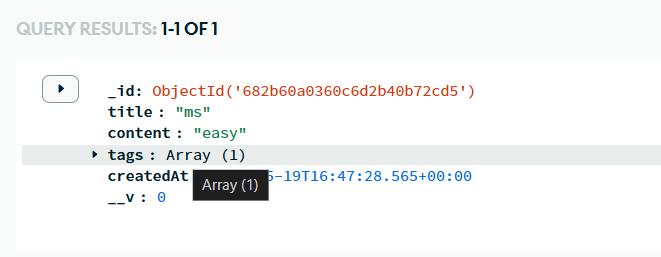 QUERY RESULTS: 1-1 OF 1
_id: ObjectId('682b60a0360c6d2b40b72cd5')
title : "ms"
content : "easy"
tags : Array (1)
createdAt 5-19T16:47:28.565+00:00
Array (1)
__v : 0